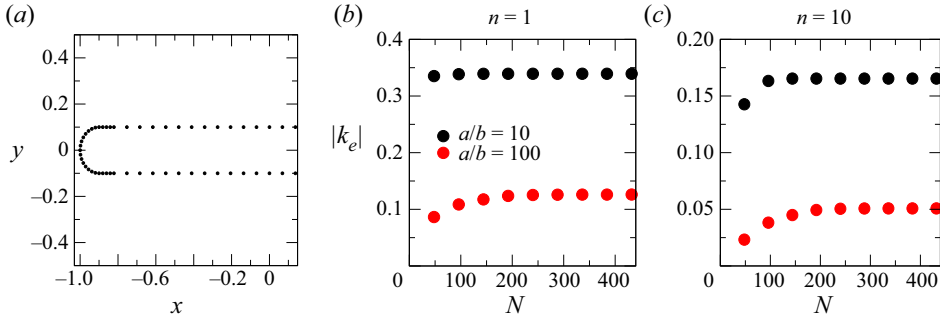 (a)
0.4
0.2
y
0
–0.2
–0.4
–1.0
–0.6
–0.2
0
x
(b)
n = 1
0.4
0.3
|k_e|
0.2
0.1
a/b = 10
a/b = 100
0
100
200
300
400
N
(c)
n = 10
0.20
0.15
0.10
0.05
0
100
200
300
400
N